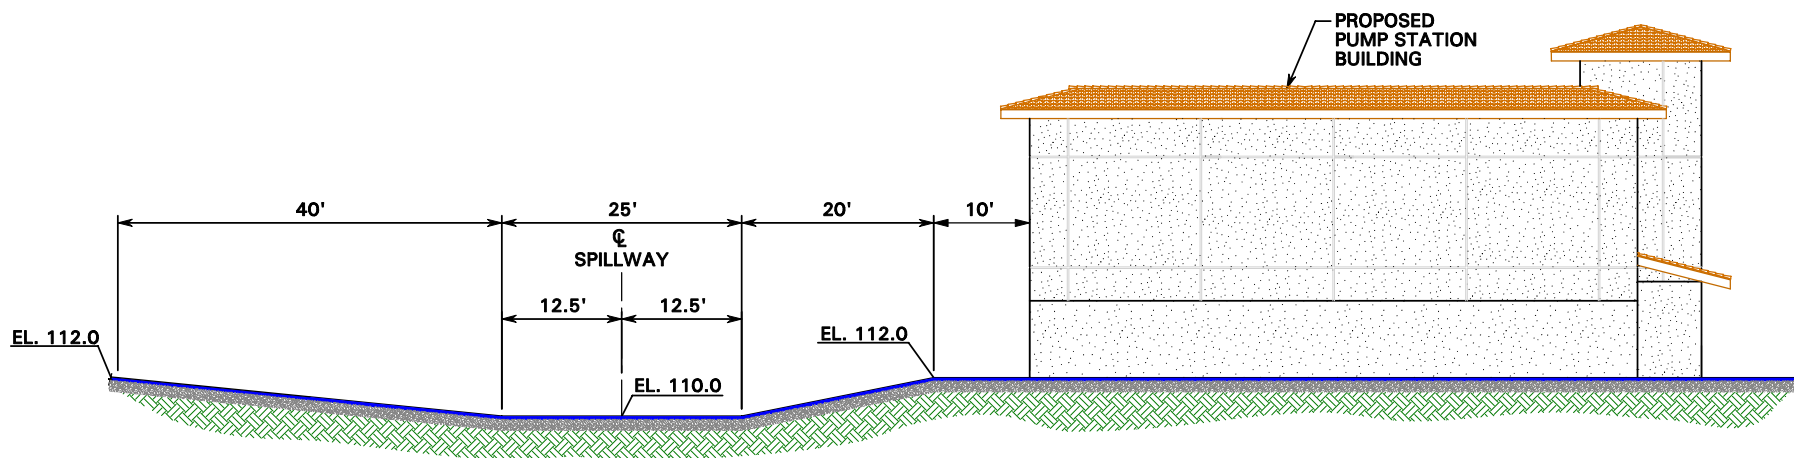 PROPOSED
PUMP STATION
BUILDING
40'
25'
20'
10'
℄
SPILLWAY
12.5'
12.5'
EL. 112.0
EL. 112.0
EL. 110.0